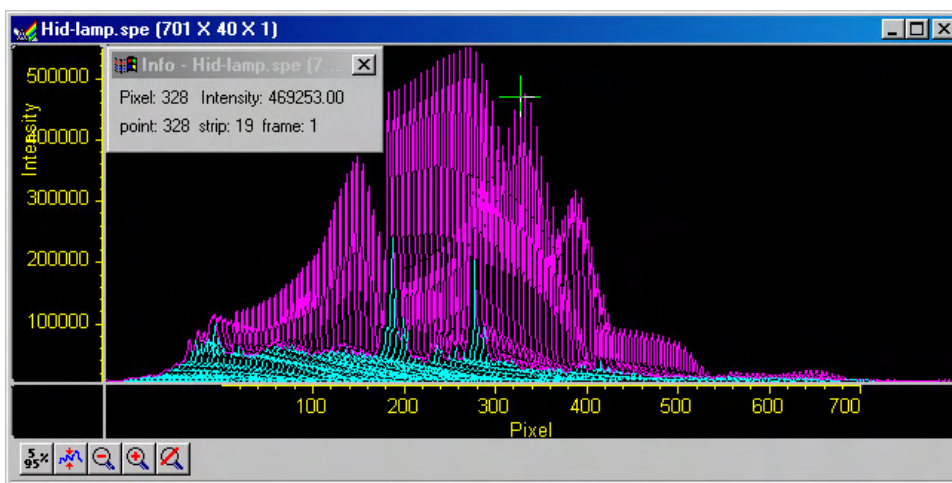 Hid-lamp.spe (701 X 40 X 1)
Info - Hid-lamp.spe (7...
Pixel: 328 Intensity: 469253.00
point: 328 strip: 19 frame: 1
Intensity
500000
400000
300000
200000
100000
100 200 300 400 500 600 700
Pixel
5
95%